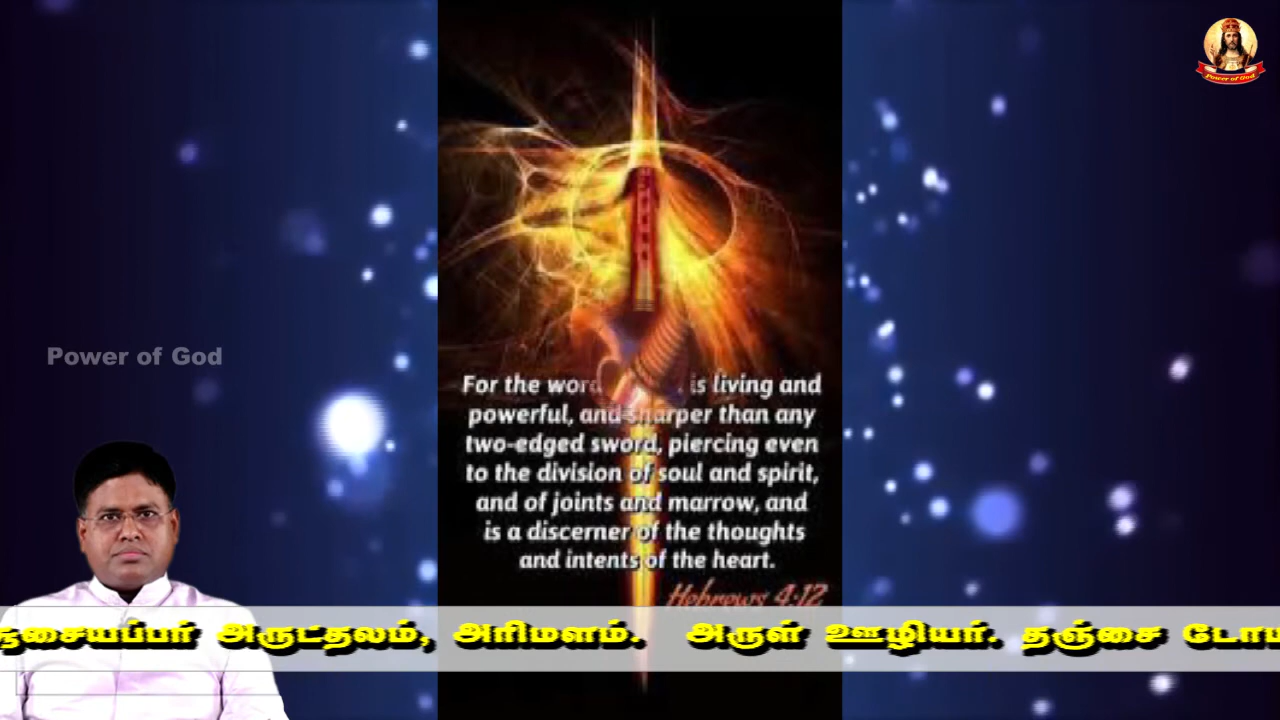 Power of God
For the word is living and
powerful, and sharper than any
two-edged sword, piercing even
to the division of soul and spirit,
and of joints and marrow, and
is a discerner of the thoughts
and intents of the heart.
Hebrews 4:12
Power of God
அருட்தலம், அரிமளம். அருள் ஊழியர். தஞ்சை